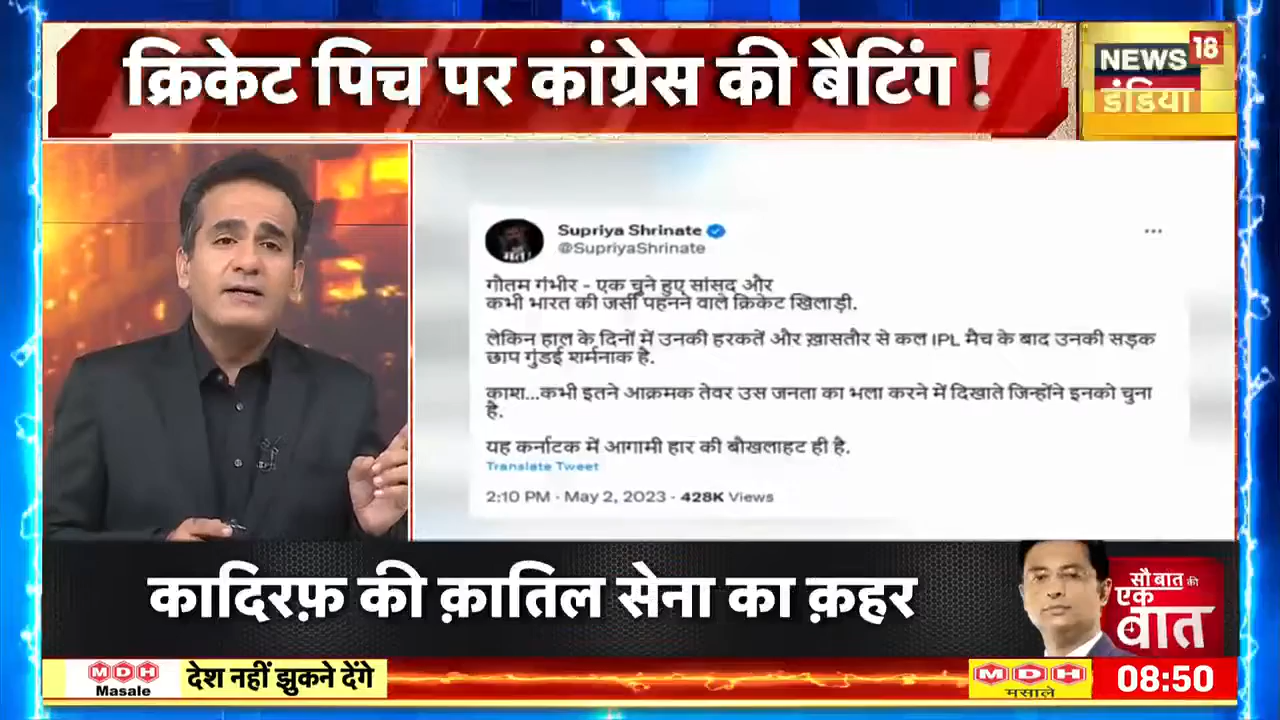 क्रिकेट पिच पर कांग्रेस की बैटिंग !
NEWS 18
इंडिया
Supriya Shrinate
@SupriyaShrinate
गौतम गंभीर - एक चुने हुए सांसद और
कभी भारत की जर्सी पहनने वाले क्रिकेट खिलाड़ी.
लेकिन हाल के दिनों में उनकी हरकतें और ख़ासतौर से कल IPL मैच के बाद उनकी सड़क
छाप गुंडई शर्मनाक है.
काश...कभी इतने आक्रमक तेवर उस जनता का भला करने में दिखाते जिन्होंने इनको चुना
है.
यह कर्नाटक में आगामी हार की बौखलाहट ही है.
Translate Tweet
2:10 PM · May 2, 2023 · 428K Views
कादिरफ़ की क़ातिल सेना का क़हर
सौ बात की
एक
बात
MDH
Masale
देश नहीं झुकने देंगे
MDH
मसाले
08:50